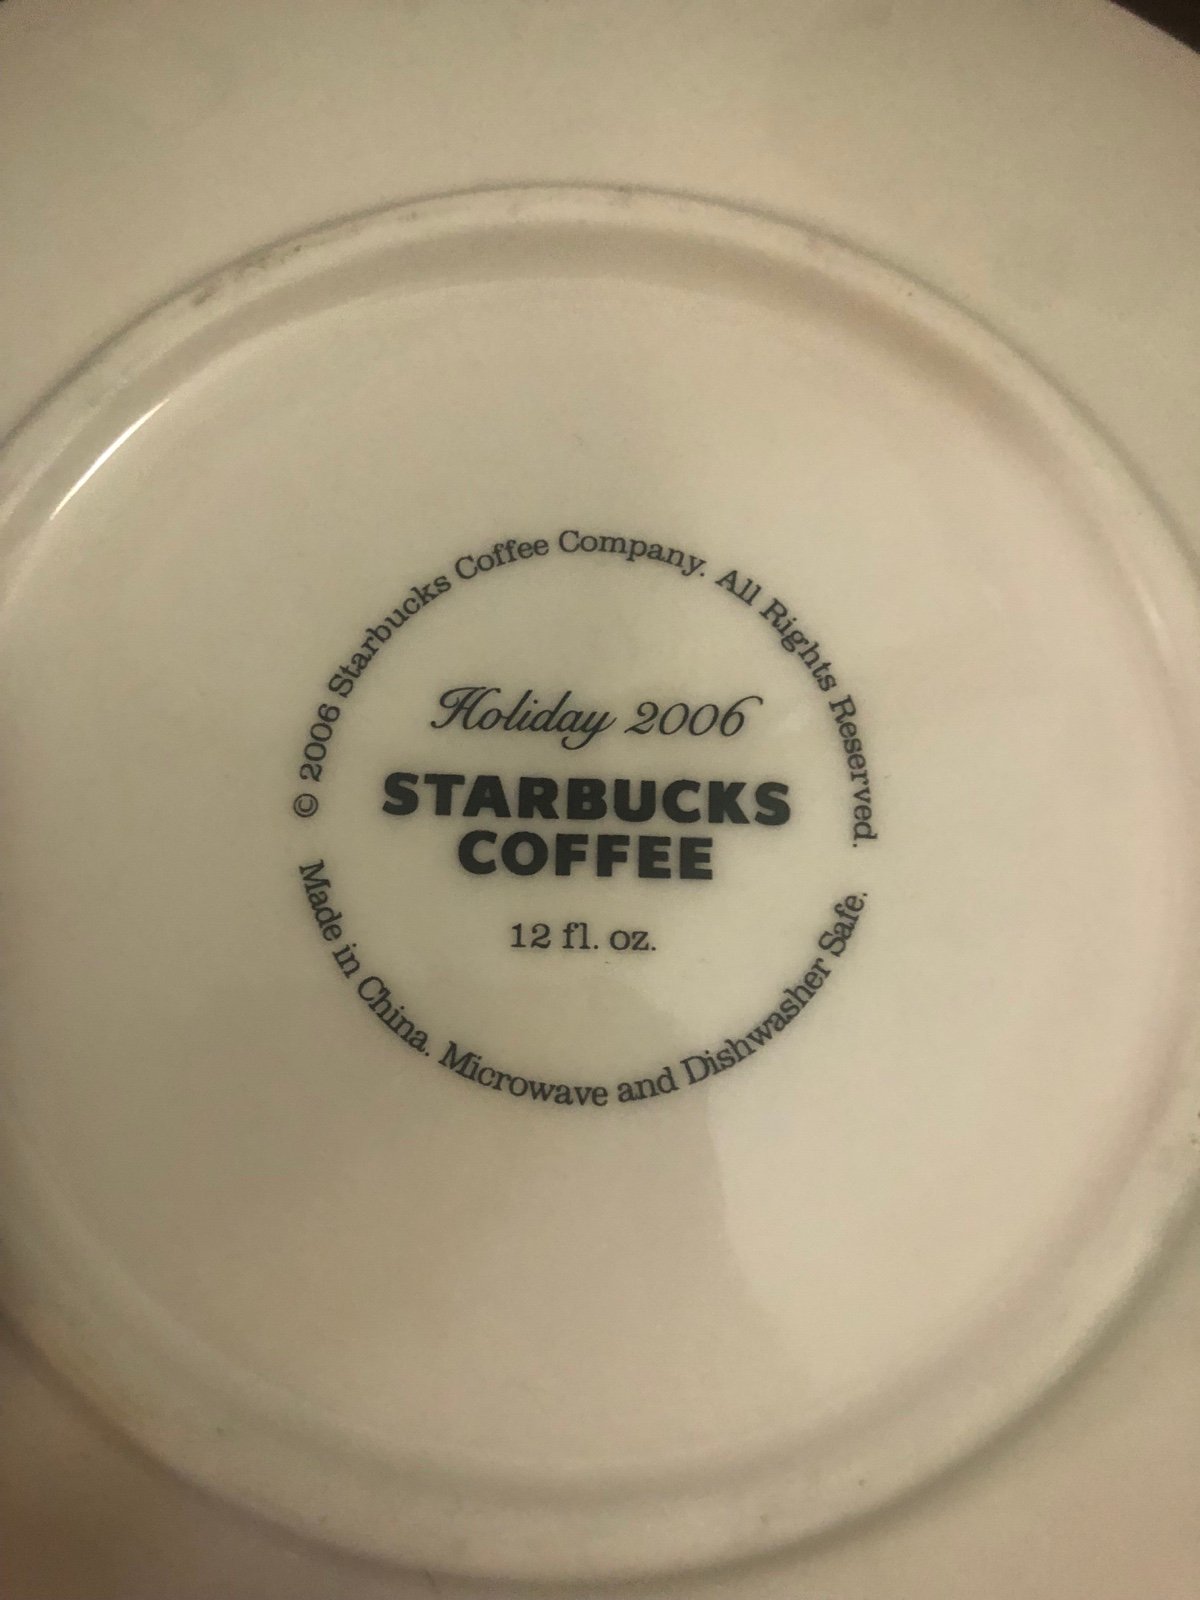 © 2006 Starbucks Coffee Company. All Rights Reserved.
Holiday 2006
STARBUCKS
COFFEE
12 fl. oz.
Made in China. Microwave and Dishwasher Safe.